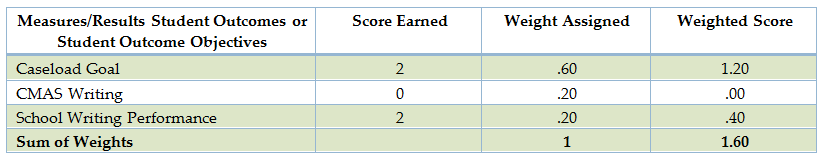 Measures/Results Student Outcomes or Score Earned Weight Assigned Weighted Score
Student Outcome Objectives
Caseload Goal 2 .60 1.20
CMAS Writing 0 .20 .00
School Writing Performance 2 .20 .40
Sum of Weights 1 1.60